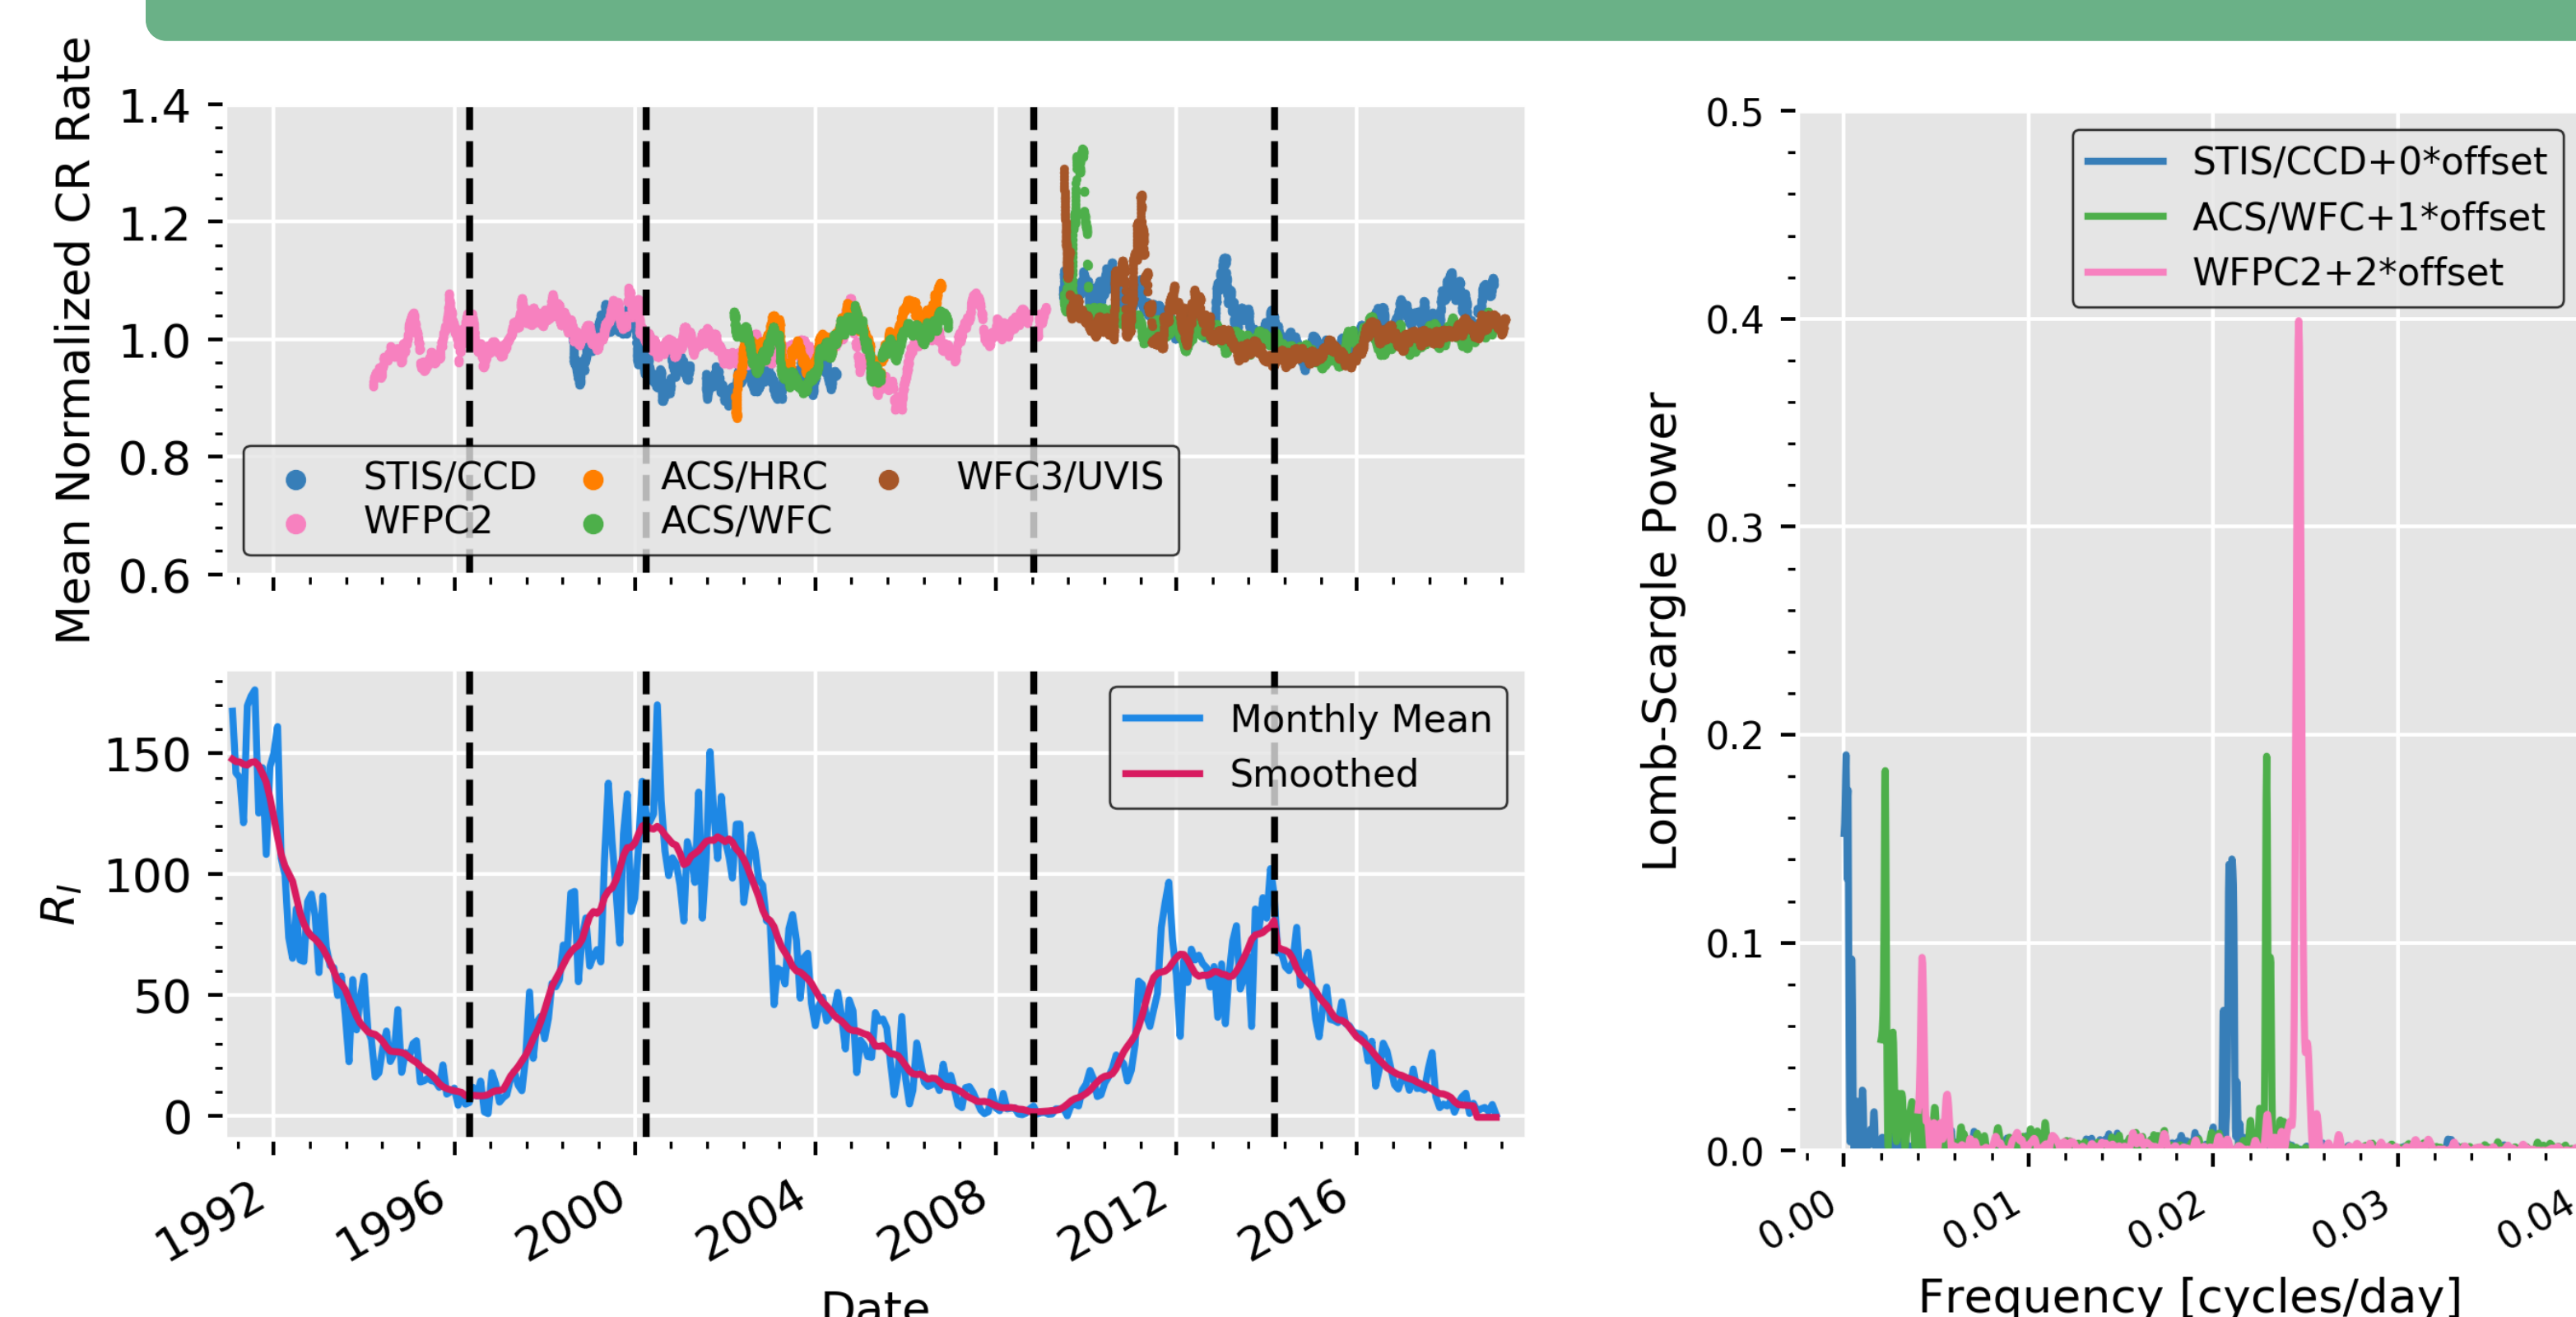 Mean Normalized CR Rate
1.4
1.2
1.0
0.8
0.6
STIS/CCD
ACS/HRC
WFC3/UVIS
WFPC2
ACS/WFC
R_I
150
100
50
0
Monthly Mean
Smoothed
1992
1996
2000
2004
2008
2012
2016
Date
Lomb-Scargle Power
0.5
0.4
0.3
0.2
0.1
0.0
STIS/CCD+0*offset
ACS/WFC+1*offset
WFPC2+2*offset
0.00
0.01
0.02
0.03
0.04
Frequency [cycles/day]